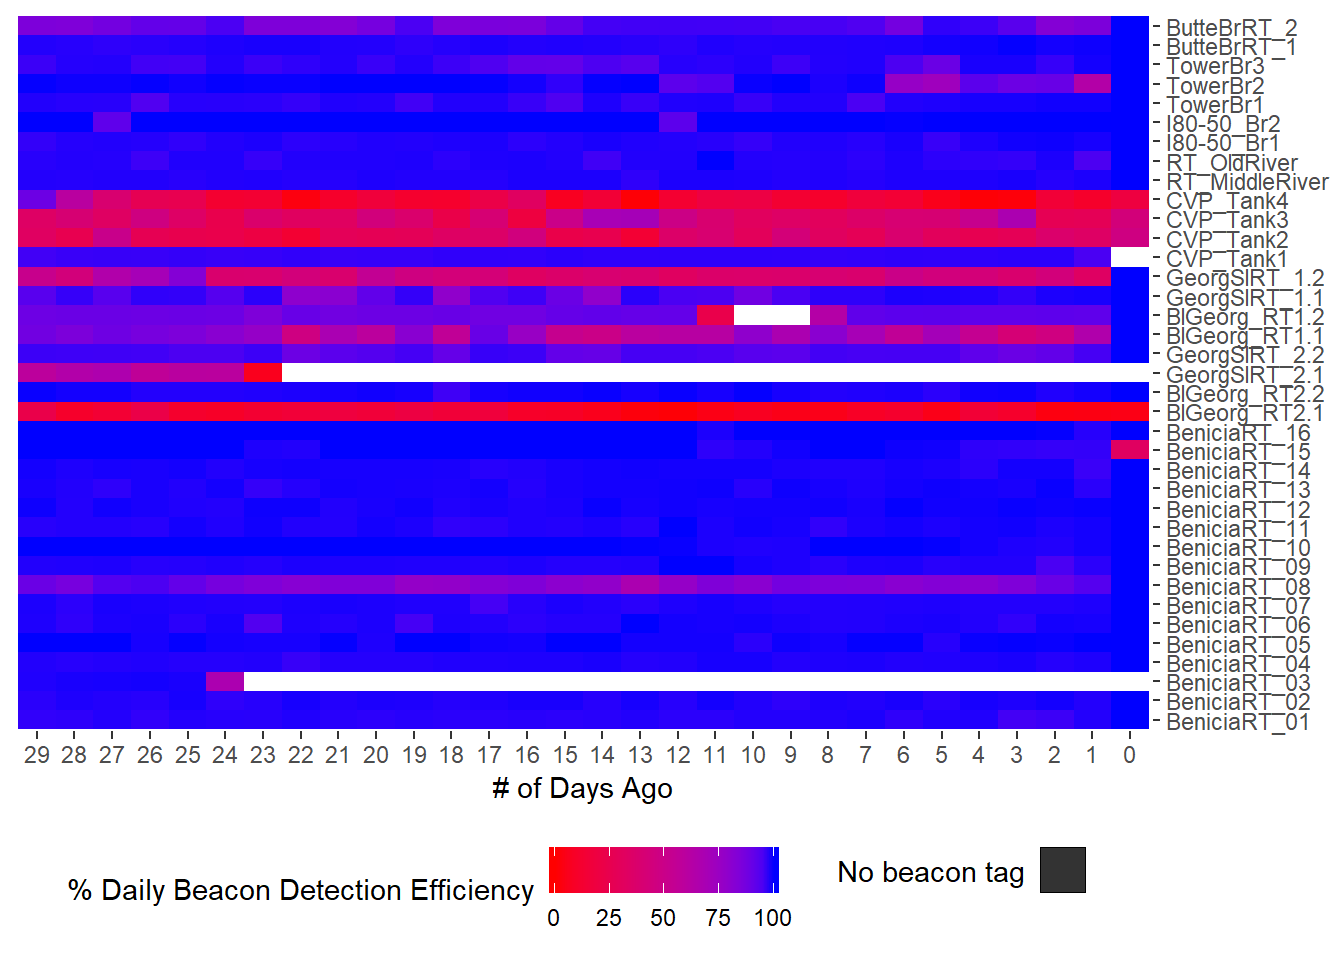 ButteBrRT_2
ButteBrRT_1
TowerBr3
TowerBr2
TowerBr1
I80-50_Br2
I80-50_Br1
RT_OldRiver
RT_MiddleRiver
CVP_Tank4
CVP_Tank3
CVP_Tank2
CVP_Tank1
GeorgSlRT_1.2
GeorgSlRT_1.1
BlGeorg_RT1.2
BlGeorg_RT1.1
GeorgSlRT_2.2
GeorgSlRT_2.1
BlGeorg_RT2.2
BlGeorg_RT2.1
BeniciaRT_16
BeniciaRT_15
BeniciaRT_14
BeniciaRT_13
BeniciaRT_12
BeniciaRT_11
BeniciaRT_10
BeniciaRT_09
BeniciaRT_08
BeniciaRT_07
BeniciaRT_06
BeniciaRT_05
BeniciaRT_04
BeniciaRT_03
BeniciaRT_02
BeniciaRT_01
29 28 27 26 25 24 23 22 21 20 19 18 17 16 15 14 13 12 11 10 9 8 7 6 5 4 3 2 1 0
# of Days Ago
% Daily Beacon Detection Efficiency
0 25 50 75 100
No beacon tag